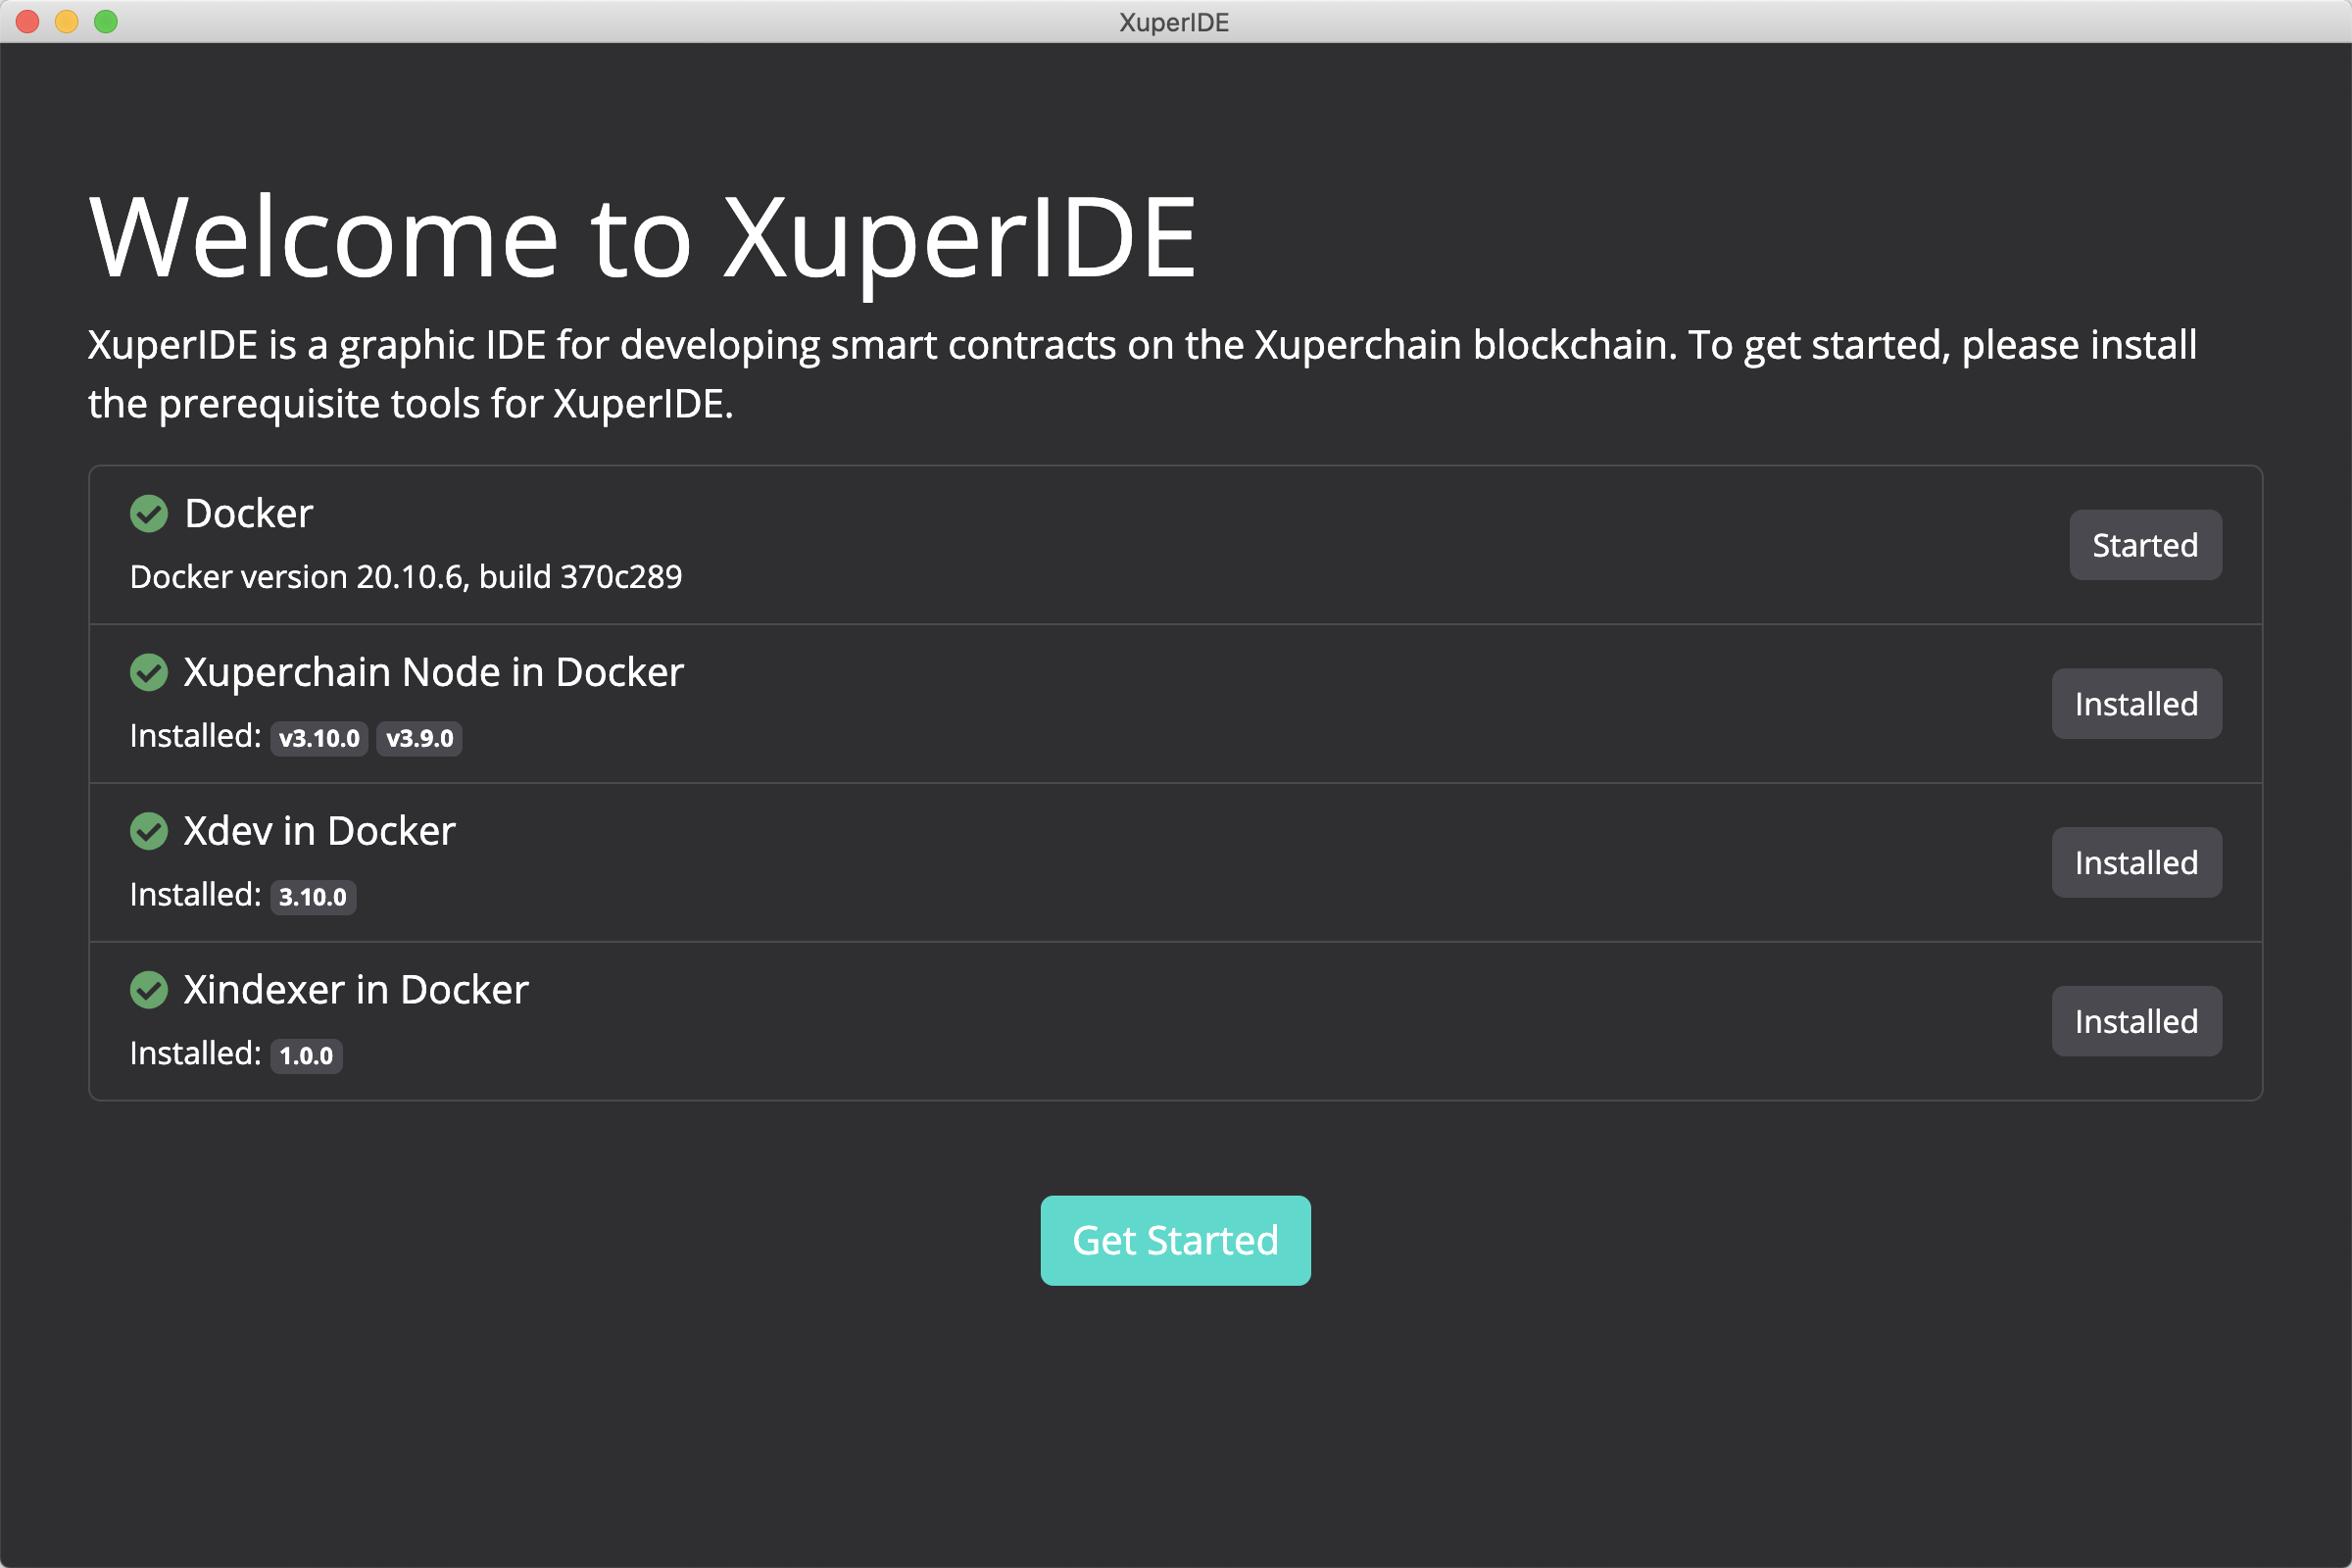 XuperIDE
Welcome to XuperIDE
XuperIDE is a graphic IDE for developing smart contracts on the Xuperchain blockchain. To get started, please install
the prerequisite tools for XuperIDE.
Docker
Docker version 20.10.6, build 370c289
Started
Xuperchain Node in Docker
Installed: v3.10.0 v3.9.0
Installed
Xdev in Docker
Installed: 3.10.0
Installed
Xindexer in Docker
Installed: 1.0.0
Installed
Get Started